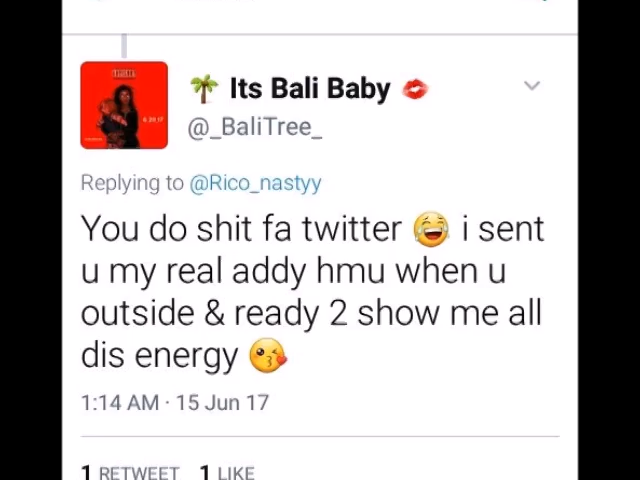 🌴 Its Bali Baby 💋
@_BaliTree_
Replying to @Rico_nastyy
You do shit fa twitter 😂 i sent
u my real addy hmu when u
outside & ready 2 show me all
dis energy 😘
1:14 AM · 15 Jun 17
1 RETWEET 1 LIKE